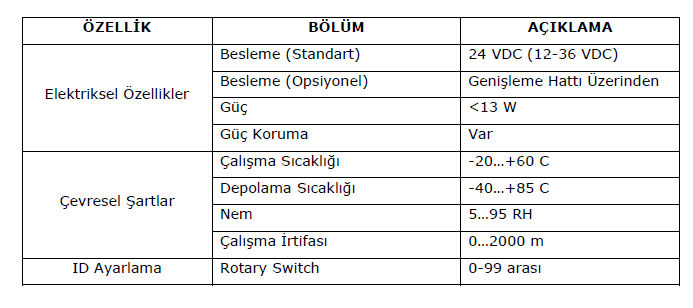 ÖZELLİK BÖLÜM AÇIKLAMA
Elektriksel Özellikler Besleme (Standart) 24 VDC (12-36 VDC)
Besleme (Opsiyonel) Genişleme Hattı Üzerinden
Güç <13 W
Güç Koruma Var
Çevresel Şartlar Çalışma Sıcaklığı -20…+60 C
Depolama Sıcaklığı -40…+85 C
Nem 5…95 RH
Çalışma İrtifası 0…2000 m
ID Ayarlama Rotary Switch 0-99 arası